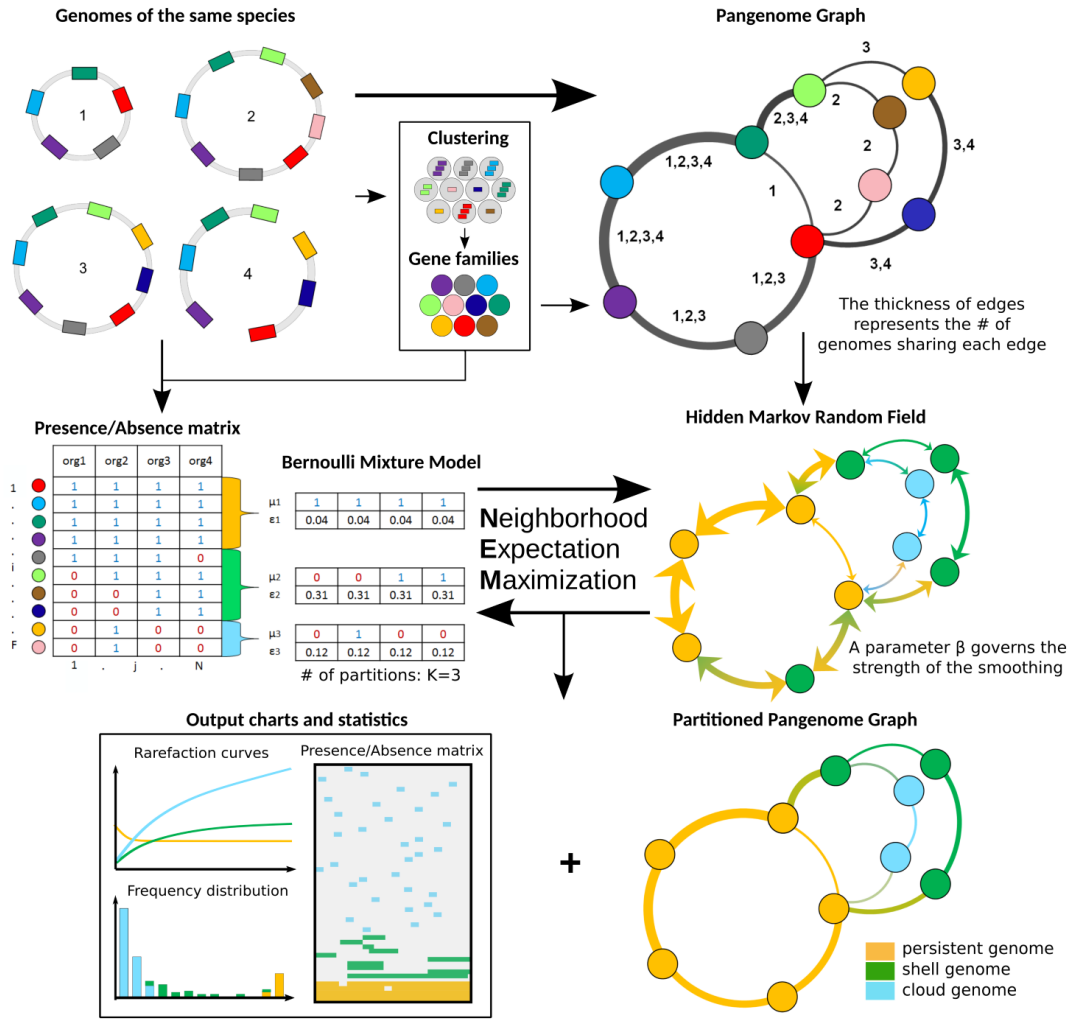 Genomes of the same species
1
2
3
4
Clustering
Gene families
Pangenome Graph
3
2
2,3,4
1,2,3,4
2
3,4
1
1,2,3,4
2
3,4
1,2,3
1,2,3
The thickness of edges
represents the # of
genomes sharing each edge
Presence/Absence matrix
org1 org2 org3 org4
1 1 1 1 1
. 1 1 1 1
. 1 1 1 1
. 1 1 1 1
. 1 1 1 0
i 0 1 1 1
. 0 0 1 1
. 0 0 1 1
. 0 1 0 0
F 0 1 0 0
1 . j . N
Bernoulli Mixture Model
μ1 1 1 1 1
ε1 0.04 0.04 0.04 0.04
μ2 0 0 1 1
ε2 0.31 0.31 0.31 0.31
μ3 0 1 0 0
ε3 0.12 0.12 0.12 0.12
# of partitions: K=3
Neighborhood
Expectation
Maximization
Hidden Markov Random Field
A parameter β governs the
strength of the smoothing
Output charts and statistics
Rarefaction curves
Presence/Absence matrix
Frequency distribution
+
Partitioned Pangenome Graph
persistent genome
shell genome
cloud genome